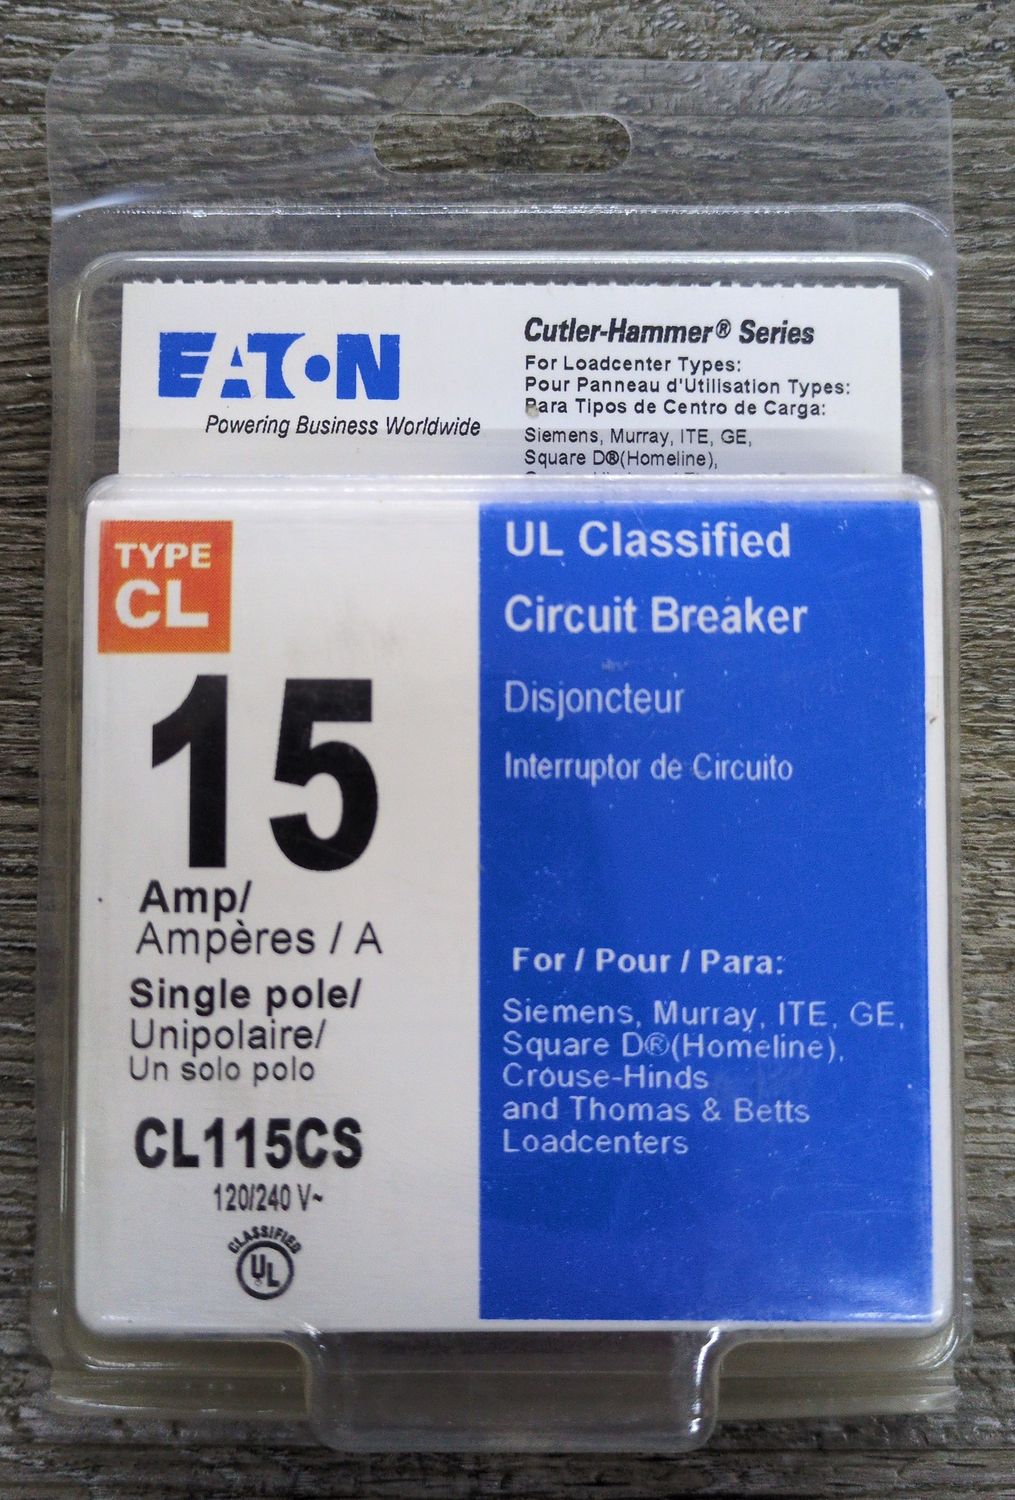 EATON
Powering Business Worldwide
Cutler-Hammer® Series
For Loadcenter Types:
Pour Panneau d'Utilisation Types:
Para Tipos de Centro de Carga:
Siemens, Murray, ITE, GE,
Square D®(Homeline),
TYPE
CL
15
Amp/
Ampères / A
Single pole/
Unipolaire/
Un solo polo
CL115CS
120/240 V~
CLASSIFIED
UL
UL Classified
Circuit Breaker
Disjoncteur
Interruptor de Circuito
For / Pour / Para:
Siemens, Murray, ITE, GE,
Square D®(Homeline),
Crouse-Hinds
and Thomas & Betts
Loadcenters